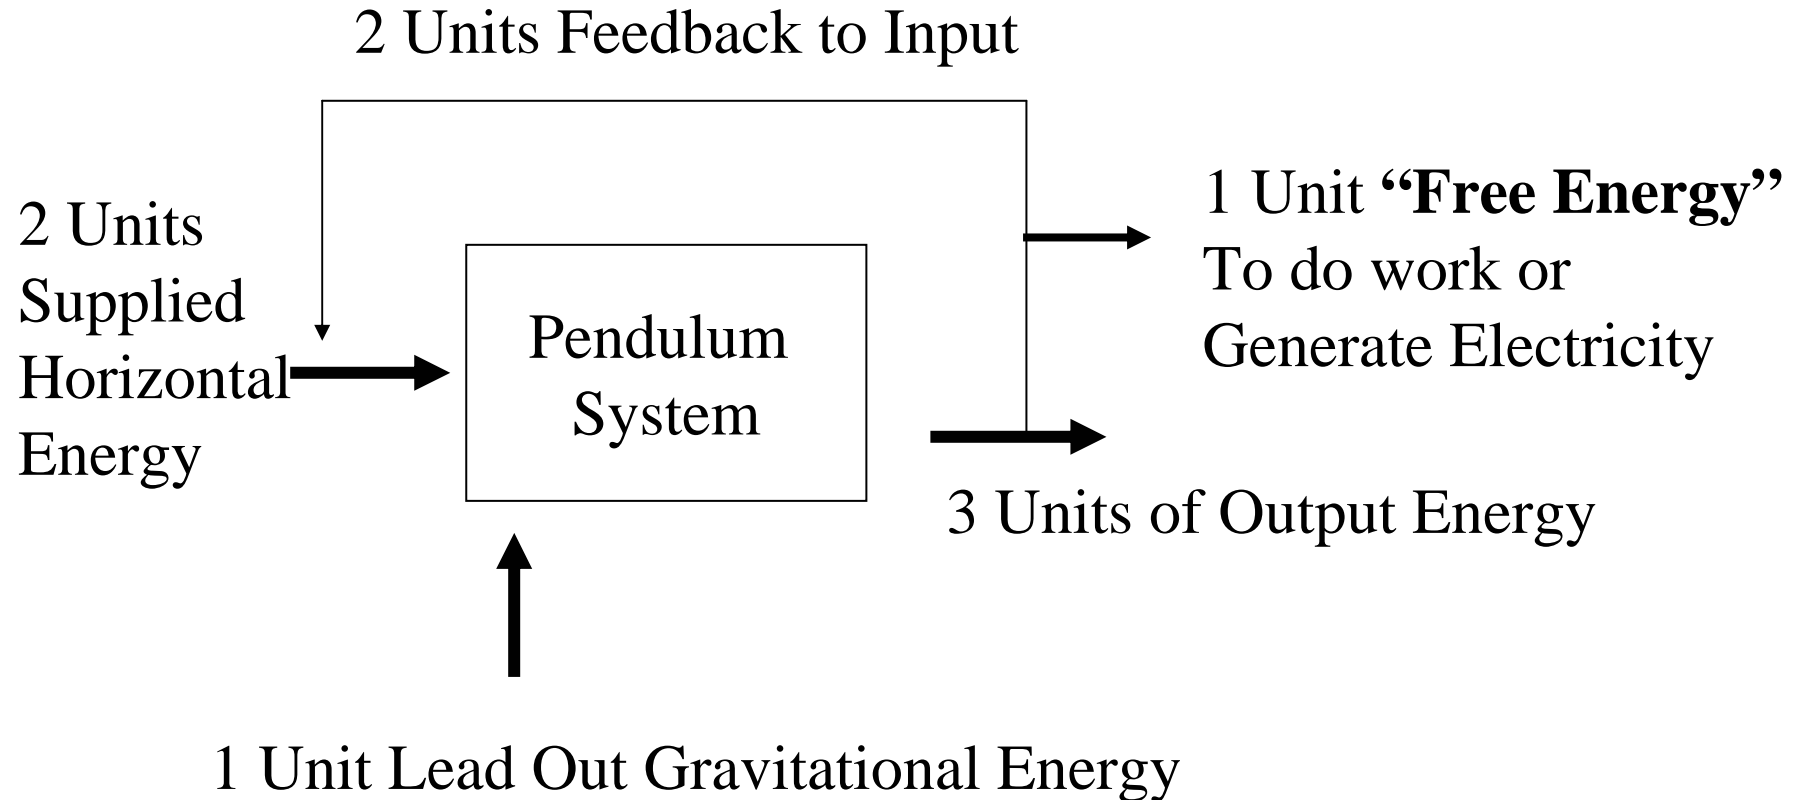 2 Units Feedback to Input
2 Units
Supplied
Horizontal
Energy
Pendulum
System
1 Unit “Free Energy”
To do work or
Generate Electricity
3 Units of Output Energy
1 Unit Lead Out Gravitational Energy